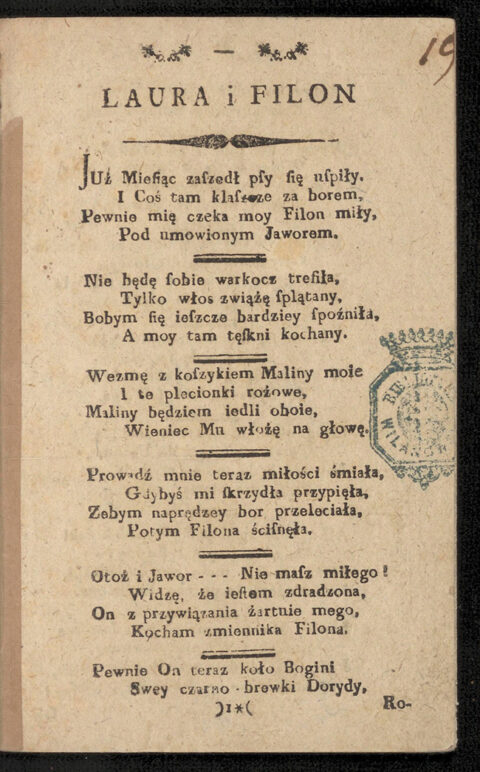 19
LAURA i FILON
Już Mieſiąc zaſzedł pſy ſię uſpiły.
I Coś tam klaſzcze za borem,
Pewnie mię czeka moy Filon miły,
Pod umowionym Jaworem.
Nie będę ſobie warkocz trefiła,
Tylko włos zwiążę ſplątany,
Bobym ſię ieſzcze bardziey ſpoźniła,
A moy tam tęſkni kochany.
Wezmę z koſzykiem Maliny moie
I te plecionki rożowe,
Maliny będziem iedli oboie,
Wieniec Mu włożę na głowę.
Prowadź mnie teraz miłości śmiała,
Gdybyś mi ſkrzydła przypięła,
Zebym naprędzey bor przeleciała,
Potym Filona ściſnęła.
Otoż i Jawor - - - Nie maſz miłego!
Widzę, że ieſtem zdradzona,
On z przywiązania żartuie mego,
Kocham zmiennika Filona.
Pewnie On teraz koło Bogini
Swey czarno-brewki Dorydy,
)1*(
Ro-
WILANOW